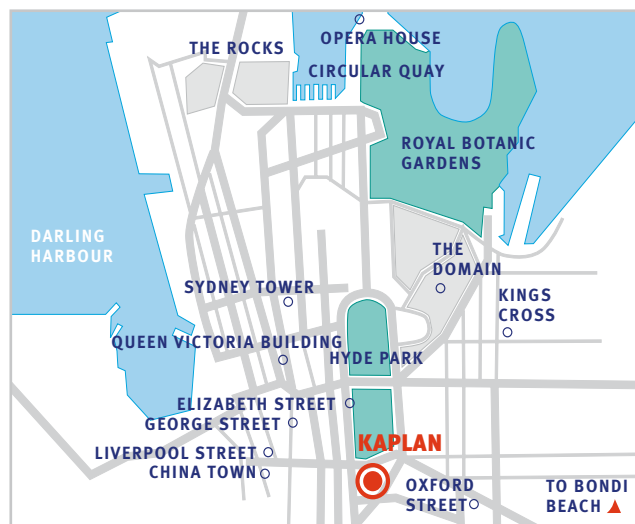 OPERA HOUSE
THE ROCKS
CIRCULAR QUAY
ROYAL BOTANIC
GARDENS
DARLING
HARBOUR
THE
DOMAIN
SYDNEY TOWER
KINGS
CROSS
QUEEN VICTORIA BUILDING
HYDE PARK
ELIZABETH STREET
GEORGE STREET
KAPLAN
LIVERPOOL STREET
CHINA TOWN
OXFORD
STREET
TO BONDI
BEACH